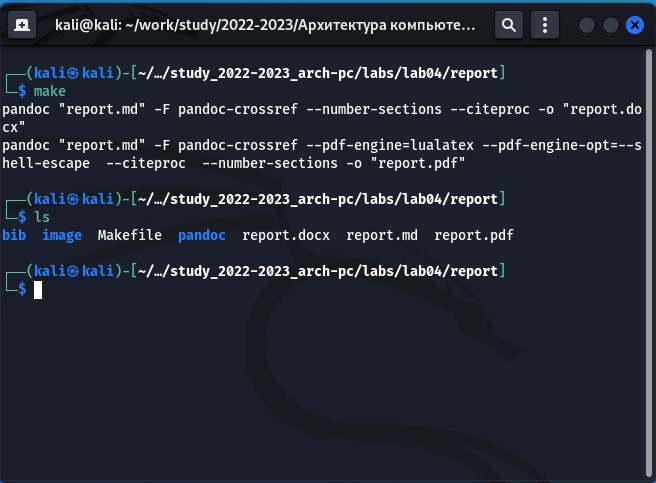 kali@kali: ~/work/study/2022-2023/Архитектура компьюте...
┌──(kali㉿kali)-[~/…/study_2022-2023_arch-pc/labs/lab04/report]
└─$ make
pandoc "report.md" -F pandoc-crossref --number-sections --citeproc -o "report.do
cx"
pandoc "report.md" -F pandoc-crossref --pdf-engine=lualatex --pdf-engine-opt=--s
hell-escape  --citeproc  --number-sections -o "report.pdf"
┌──(kali㉿kali)-[~/…/study_2022-2023_arch-pc/labs/lab04/report]
└─$ ls
bib  image  Makefile  pandoc  report.docx  report.md  report.pdf
┌──(kali㉿kali)-[~/…/study_2022-2023_arch-pc/labs/lab04/report]
└─$